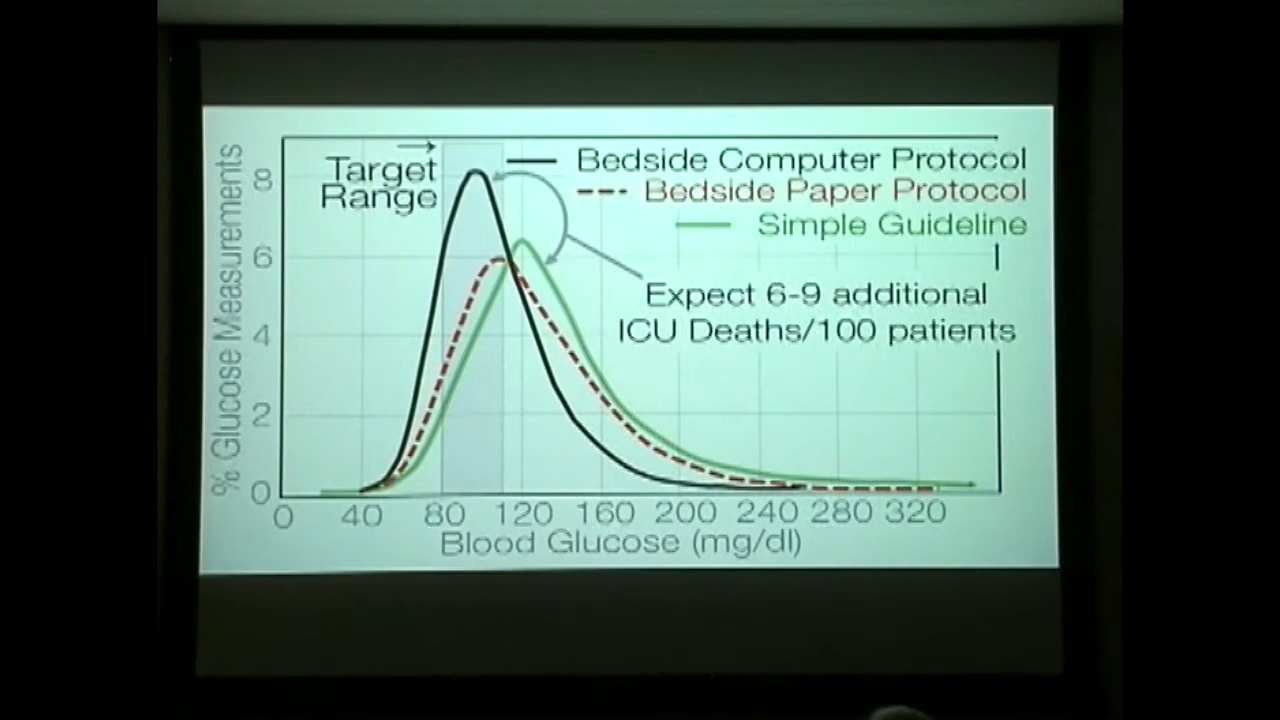 Target
Range
Bedside Computer Protocol
Bedside Paper Protocol
Simple Guideline
Expect 6-9 additional
ICU Deaths/100 patients
% Glucose Measurements
8
6
4
2
0
0 40 80 120 160 200 240 280 320
Blood Glucose (mg/dl)